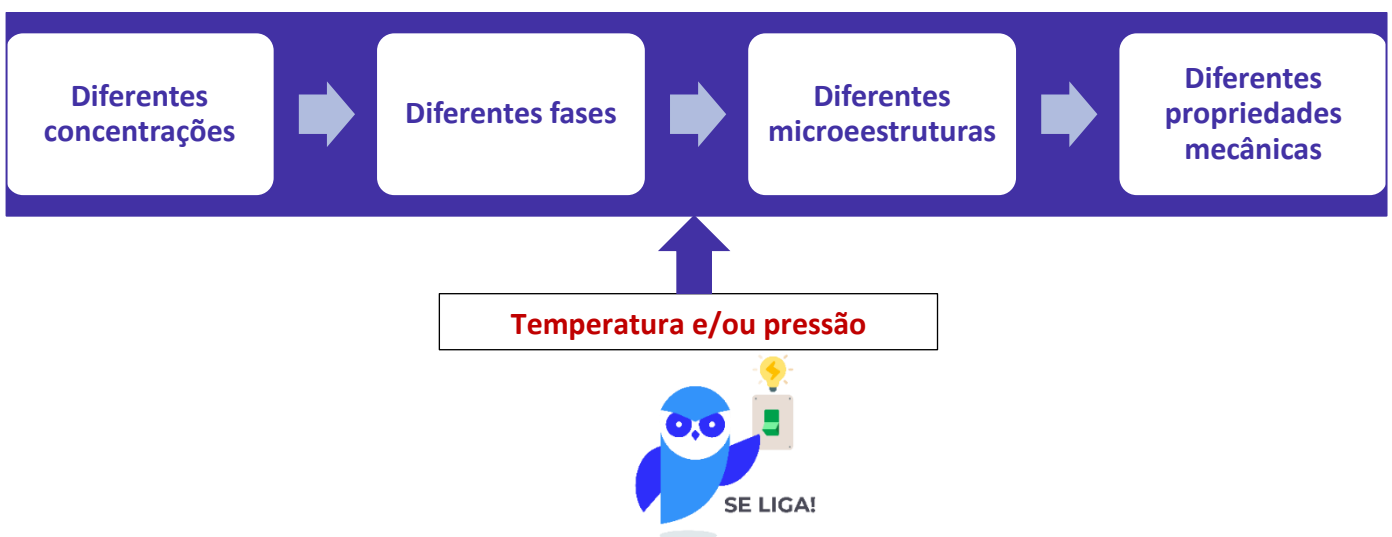 Diferentes
concentrações
Diferentes fases
Diferentes
microeestruturas
Diferentes
propriedades
mecânicas
Temperatura e/ou pressão
SE LIGA!